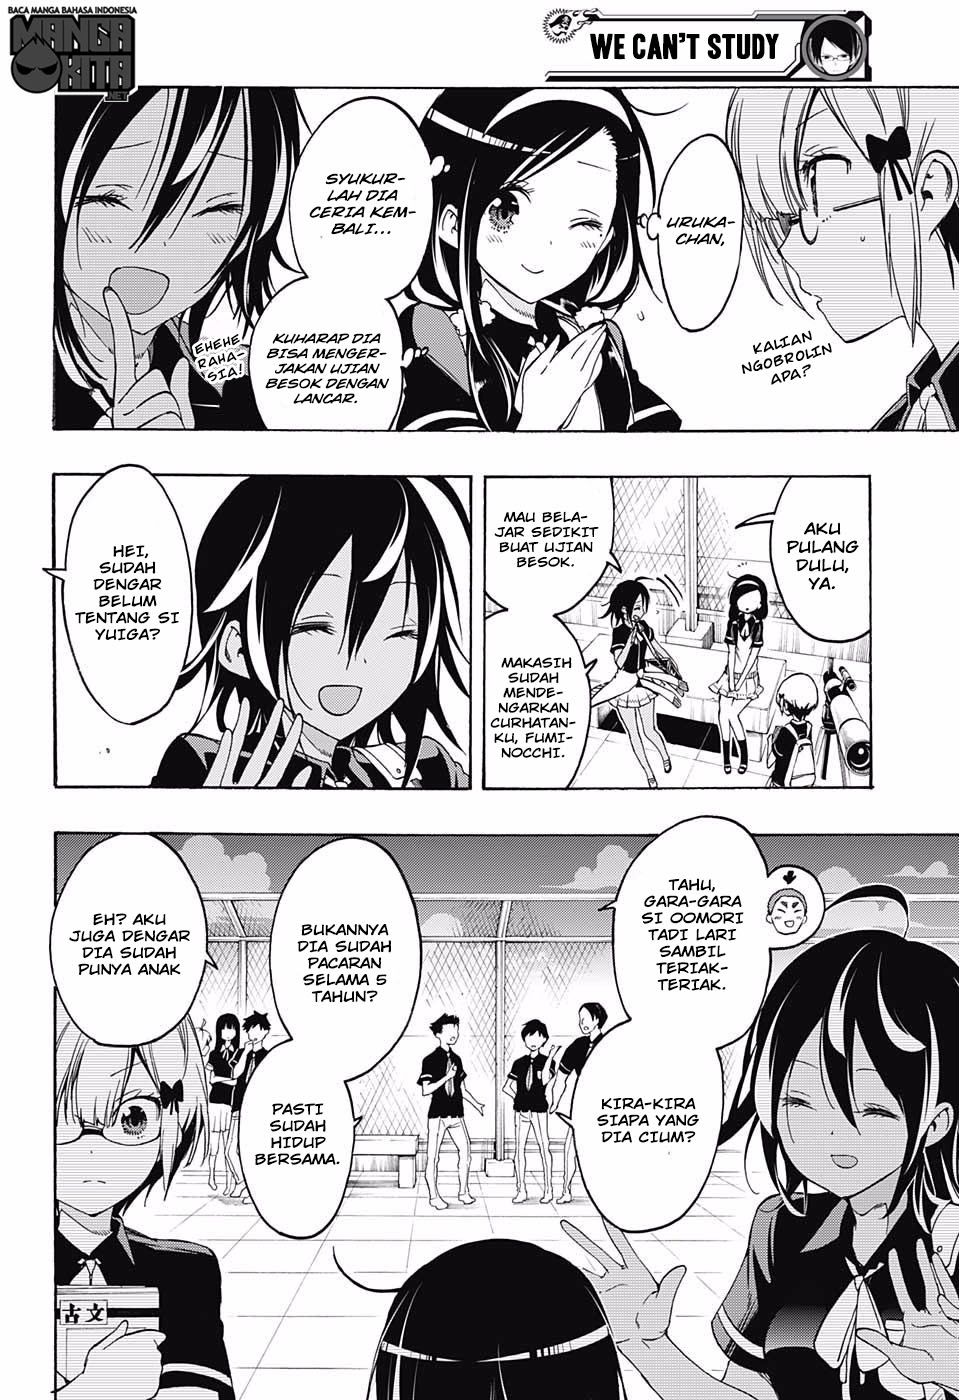 BACA MANGA BAHASA INDONESIA
MANGA
KITA
.NET
WE CAN'T STUDY
KALIAN
NGOBROLIN
APA?
URUKA-
CHAN,
SYUKUR-
LAH DIA
CERIA KEM-
BALI...
KUHARAP DIA
BISA MENGER-
JAKAN UJIAN
BESOK DENGAN
LANCAR.
EHEHE
RAHA-
SIA!
AKU
PULANG
DULU,
YA.
MAU BELA-
JAR SEDIKIT
BUAT UJIAN
BESOK.
MAKASIH
SUDAH
MENDE-
NGARKAN
CURHATAN-
KU, FUMI-
NOCCHI.
HEI,
SUDAH
DENGAR
BELUM
TENTANG SI
YUIGA?
TAHU,
GARA-GARA
SI OOMORI
TADI LARI
SAMBIL
TERIAK-
TERIAK.
KIRA-KIRA
SIAPA YANG
DIA CIUM?
BUKANNYA
DIA SUDAH
PACARAN
SELAMA 5
TAHUN?
PASTI
SUDAH
HIDUP
BERSAMA.
EH? AKU
JUGA DENGAR
DIA SUDAH
PUNYA ANAK
古文